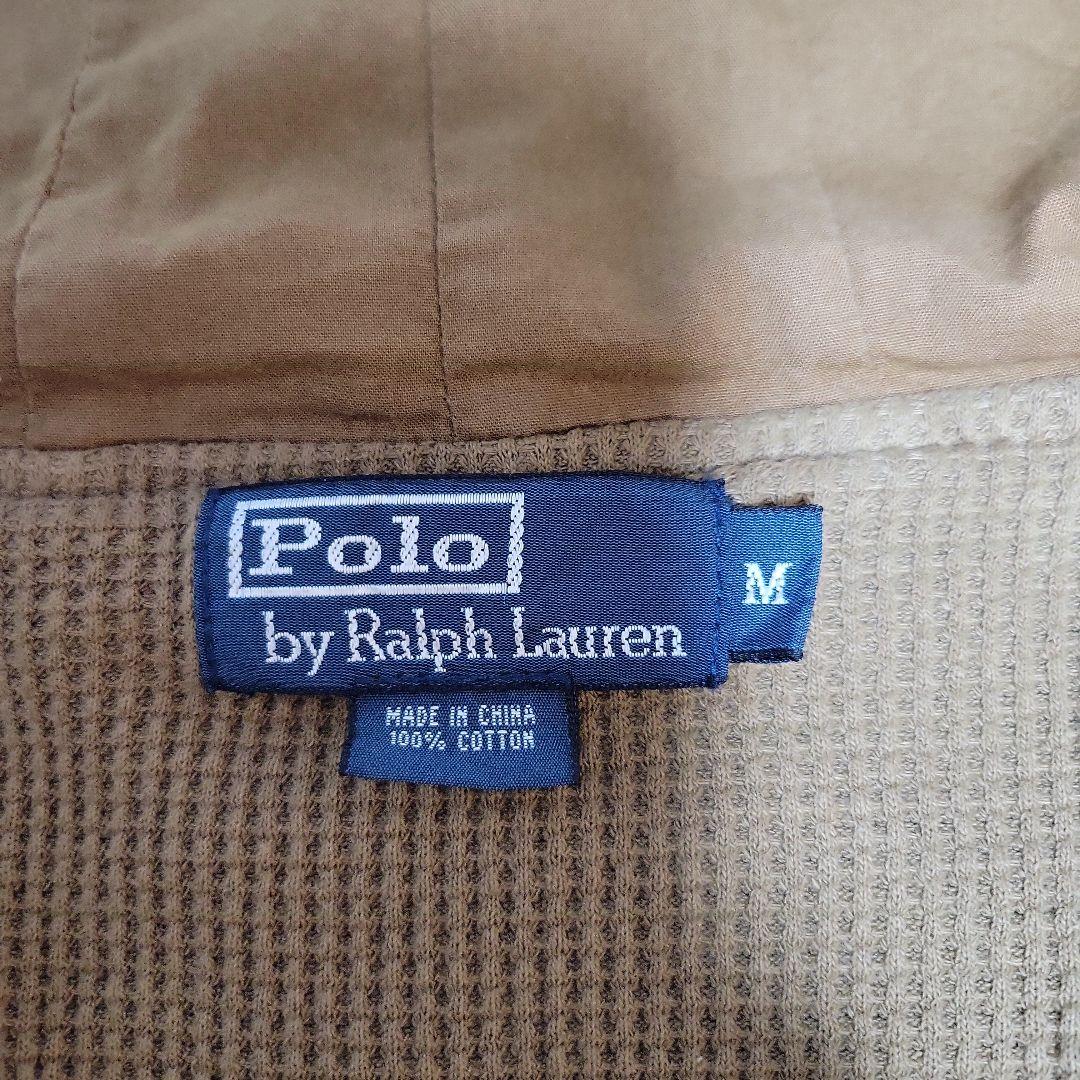 Polo
by Ralph Lauren
M
MADE IN CHINA
100% COTTON